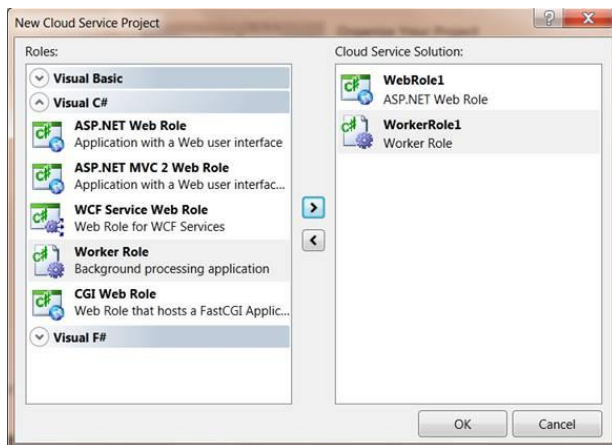 New Cloud Service Project
Roles:
Visual Basic
Visual C#
ASP.NET Web Role
Application with a Web user interface
ASP.NET MVC 2 Web Role
Application with a Web user interfac...
WCF Service Web Role
Web Role for WCF Services
Worker Role
Background processing application
CGI Web Role
Web Role that hosts a FastCGI Applic...
Visual F#
Cloud Service Solution:
WebRole1
ASP.NET Web Role
WorkerRole1
Worker Role
OK
Cancel